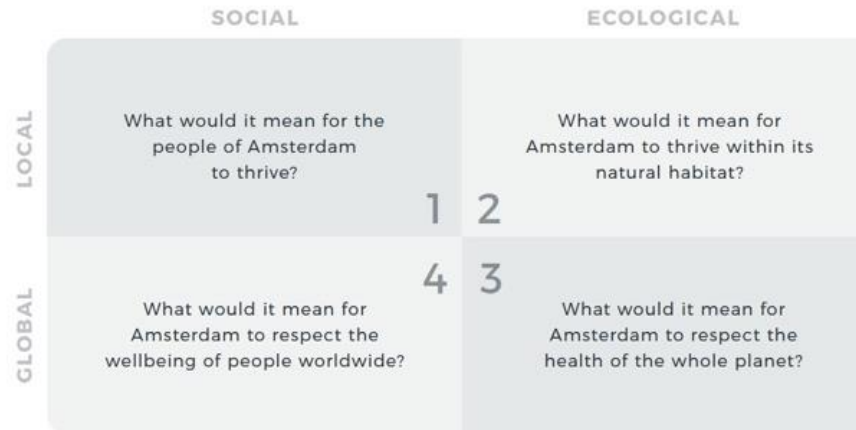 SOCIAL
ECOLOGICAL
LOCAL
What would it mean for the
people of Amsterdam
to thrive?
1
What would it mean for
Amsterdam to thrive within its
natural habitat?
2
GLOBAL
4
What would it mean for
Amsterdam to respect the
wellbeing of people worldwide?
3
What would it mean for
Amsterdam to respect the
health of the whole planet?